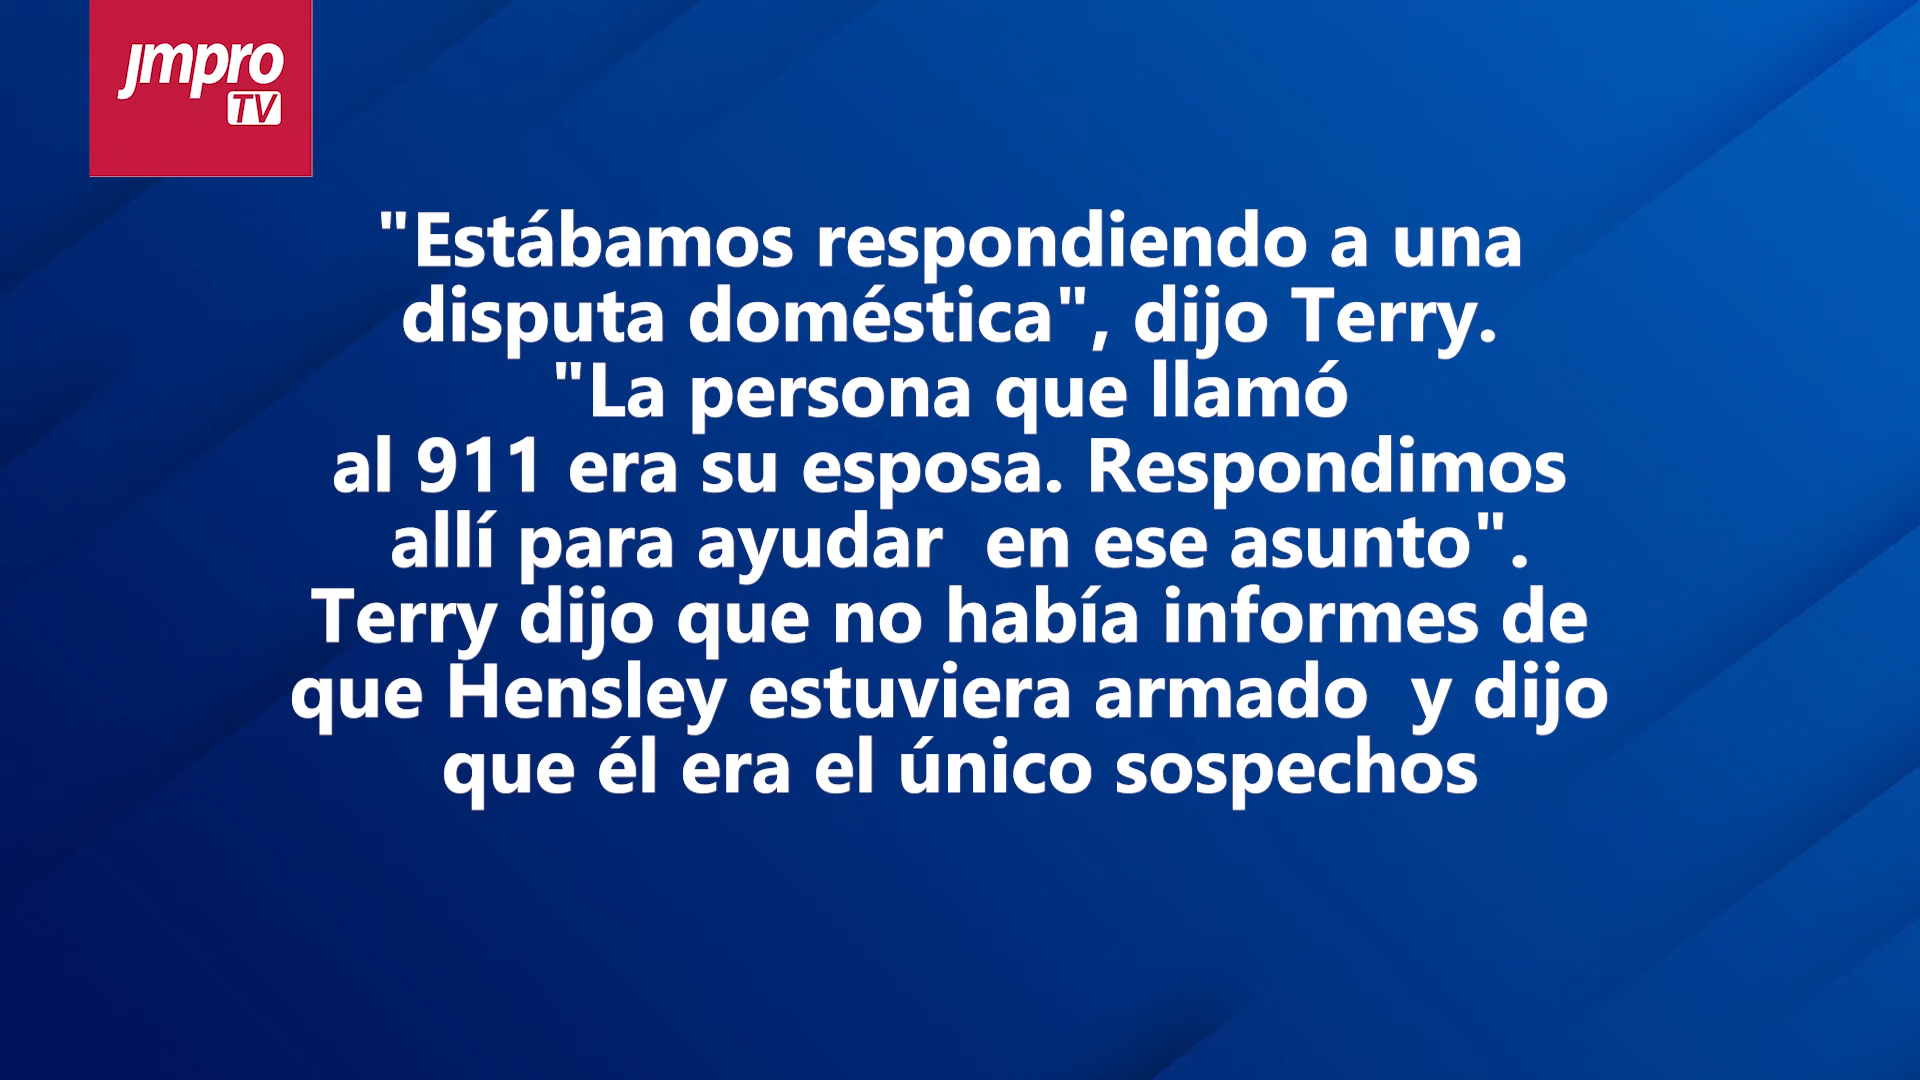 jmpro
TV
"Estábamos respondiendo a una
disputa doméstica", dijo Terry.
"La persona que llamó
al 911 era su esposa. Respondimos
allí para ayudar  en ese asunto".
Terry dijo que no había informes de
que Hensley estuviera armado  y dijo
que él era el único sospechos